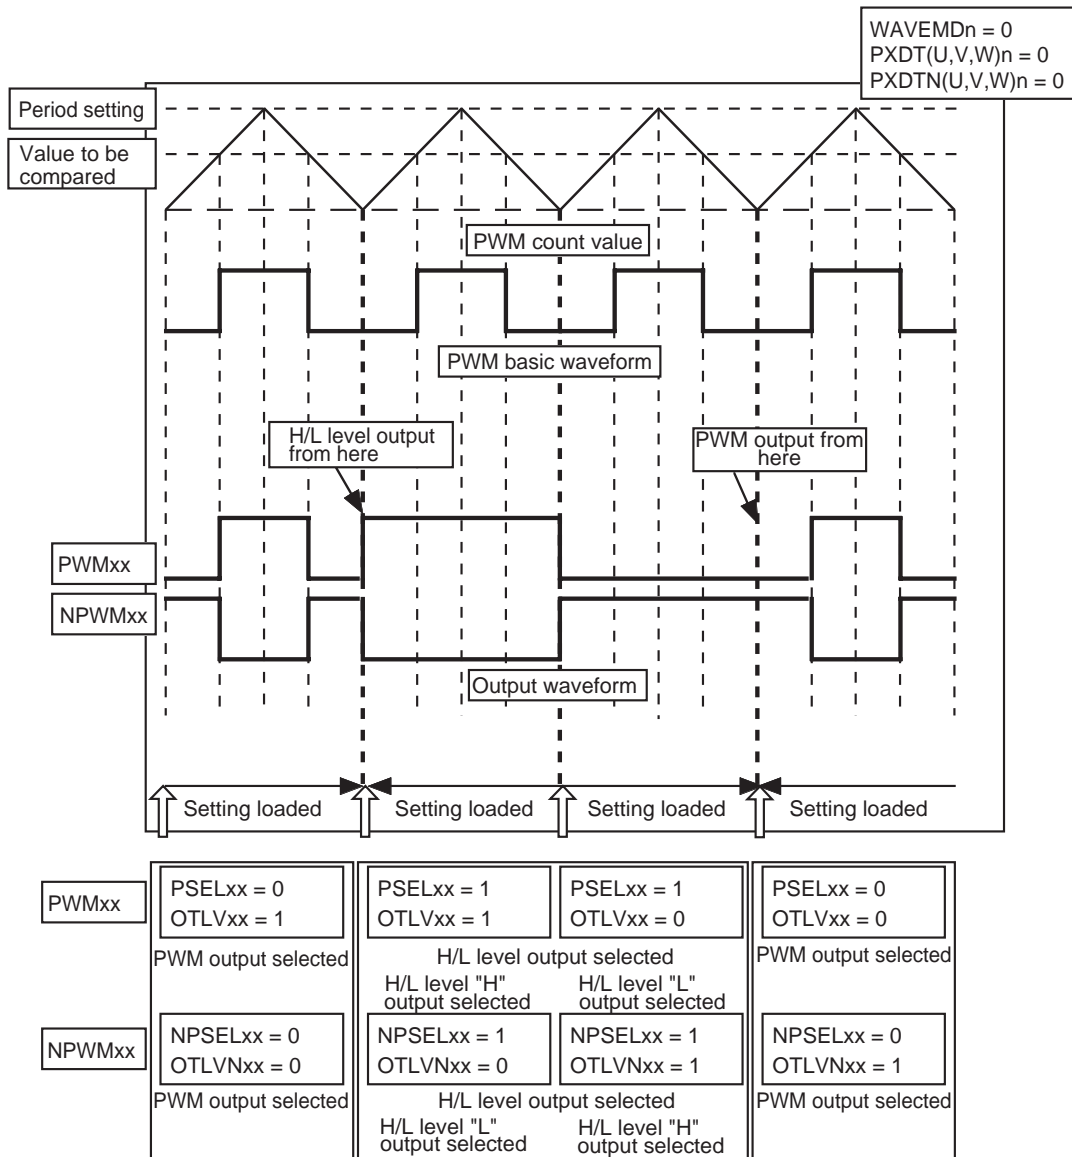 WAVEMDn = 0
PXDT(U,V,W)n = 0
PXDTN(U,V,W)n = 0
Period setting
Value to be
compared
PWM count value
PWM basic waveform
H/L level output
from here
PWM output from
here
PWMxx
NPWMxx
Output waveform
Setting loaded
Setting loaded
Setting loaded
Setting loaded
PWMxx
PSELxx = 0
OTLVxx = 1
PSELxx = 1
OTLVxx = 1
PSELxx = 1
OTLVxx = 0
PSELxx = 0
OTLVxx = 0
PWM output selected
H/L level output selected
PWM output selected
H/L level "H"
output selected
H/L level "L"
output selected
NPWMxx
NPSELxx = 0
OTLVNxx = 0
NPSELxx = 1
OTLVNxx = 0
NPSELxx = 1
OTLVNxx = 1
NPSELxx = 0
OTLVNxx = 1
PWM output selected
H/L level output selected
PWM output selected
H/L level "L"
output selected
H/L level "H"
output selected